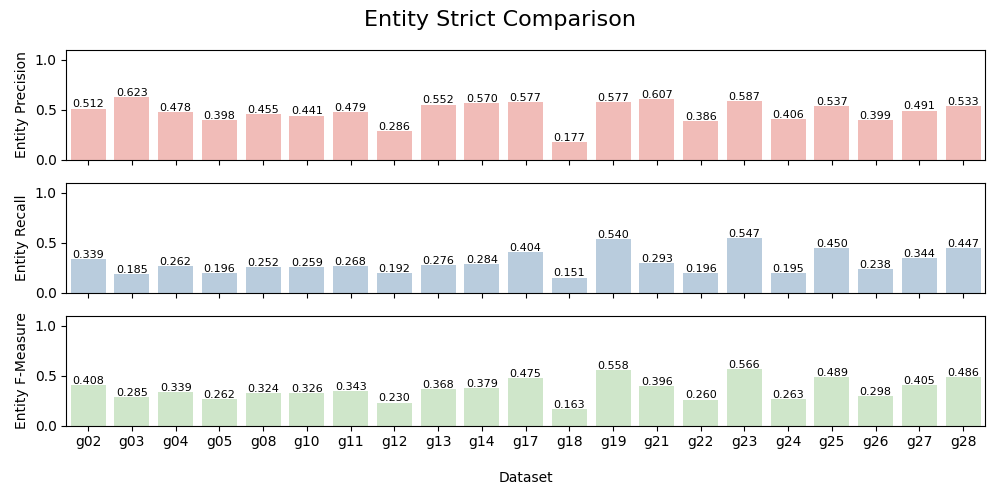 Entity Strict Comparison
Entity Precision
1.0
0.5
0.0
0.512 0.623 0.478 0.398 0.455 0.441 0.479 0.286 0.552 0.570 0.577 0.177 0.577 0.607 0.386 0.587 0.406 0.537 0.399 0.491 0.533
Entity Recall
1.0
0.5
0.0
0.339 0.185 0.262 0.196 0.252 0.259 0.268 0.192 0.276 0.284 0.404 0.151 0.540 0.293 0.196 0.547 0.195 0.450 0.238 0.344 0.447
Entity F-Measure
1.0
0.5
0.0
0.408 0.285 0.339 0.262 0.324 0.326 0.343 0.230 0.368 0.379 0.475 0.163 0.558 0.396 0.260 0.566 0.263 0.489 0.298 0.405 0.486
g02 g03 g04 g05 g08 g10 g11 g12 g13 g14 g17 g18 g19 g21 g22 g23 g24 g25 g26 g27 g28
Dataset